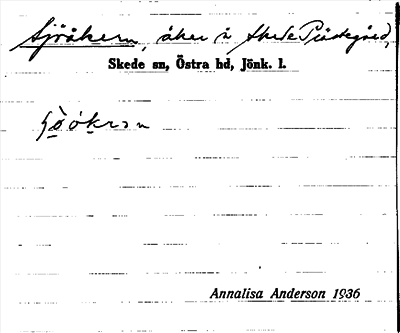 Sjöåkern, åker å Skede Prästegård,
Skede sn, Östra hd, Jönk. l.
Annalisa Anderson 1936